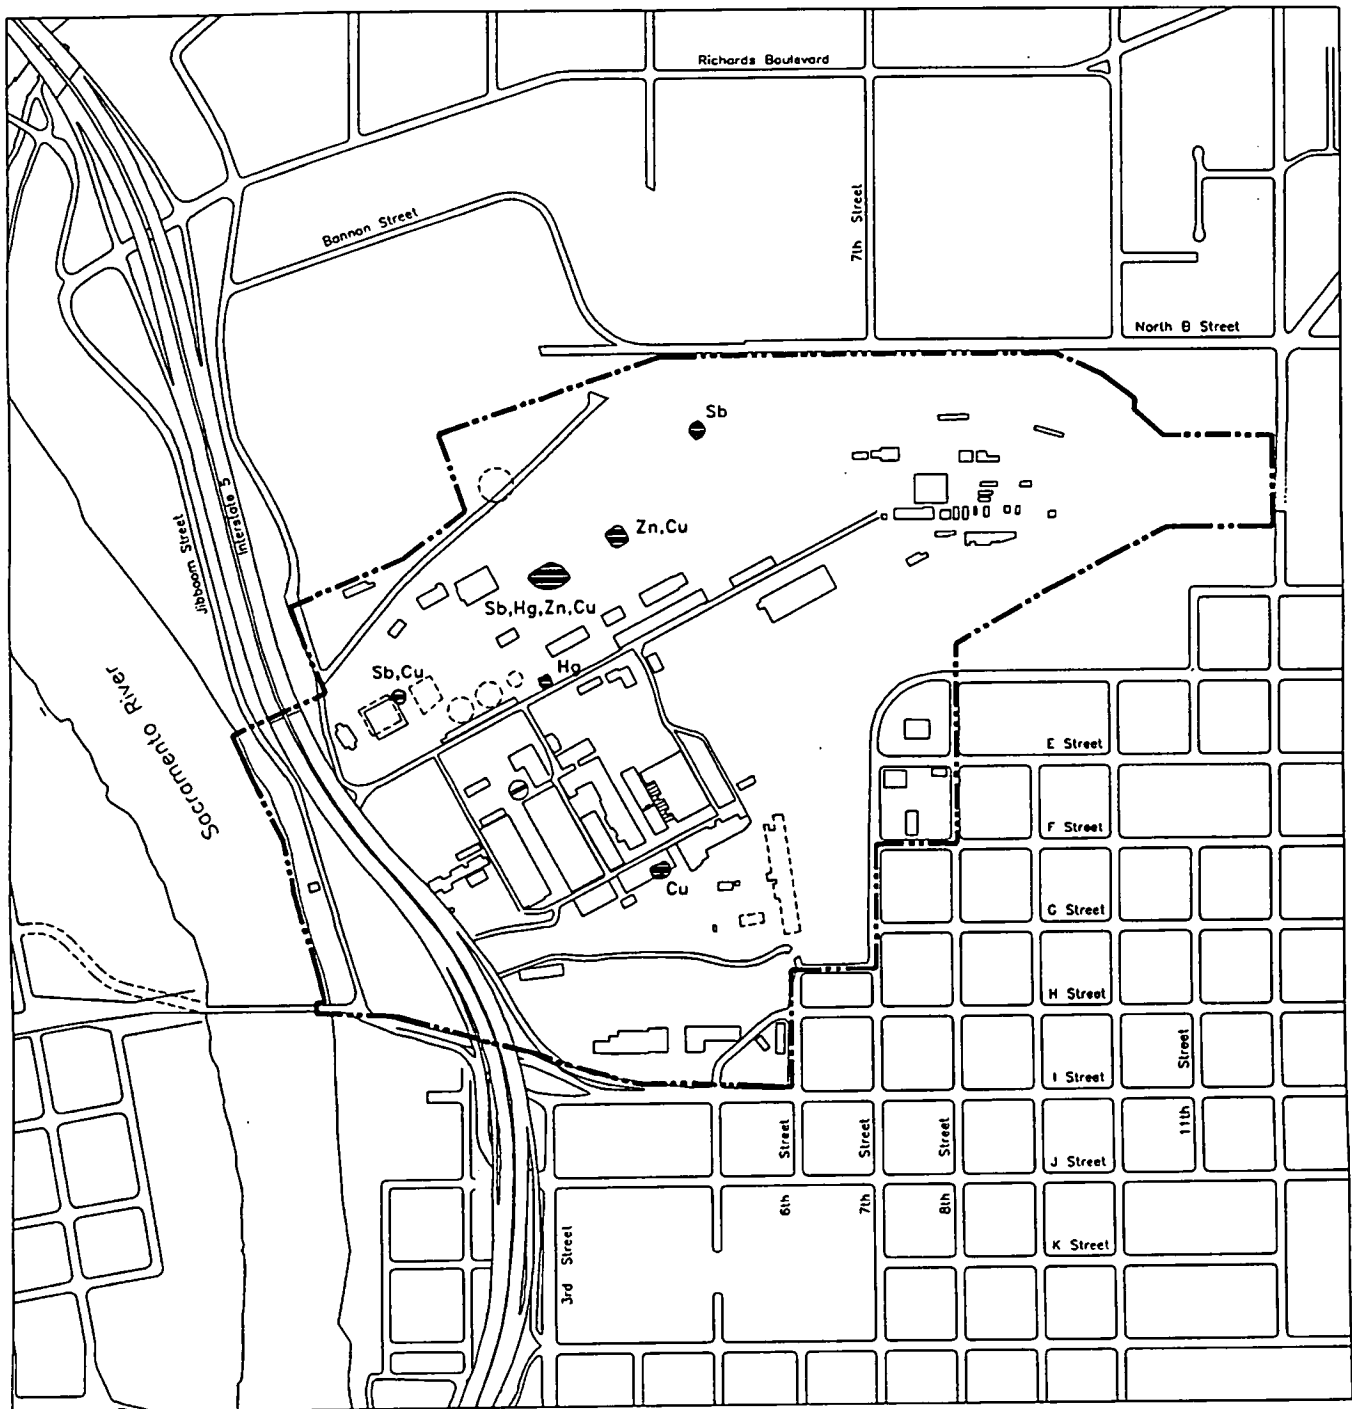 Richards Boulevard
7th Street
Bannon Street
North B Street
Sb
Interstate 5
Jibboom Street
Zn,Cu
Sb,Hg,Zn,Cu
Hg
Sb,Cu
Sacramento River
E Street
F Street
Cu
G Street
H Street
I Street
11th Street
J Street
6th Street
7th Street
8th Street
K Street
3rd Street